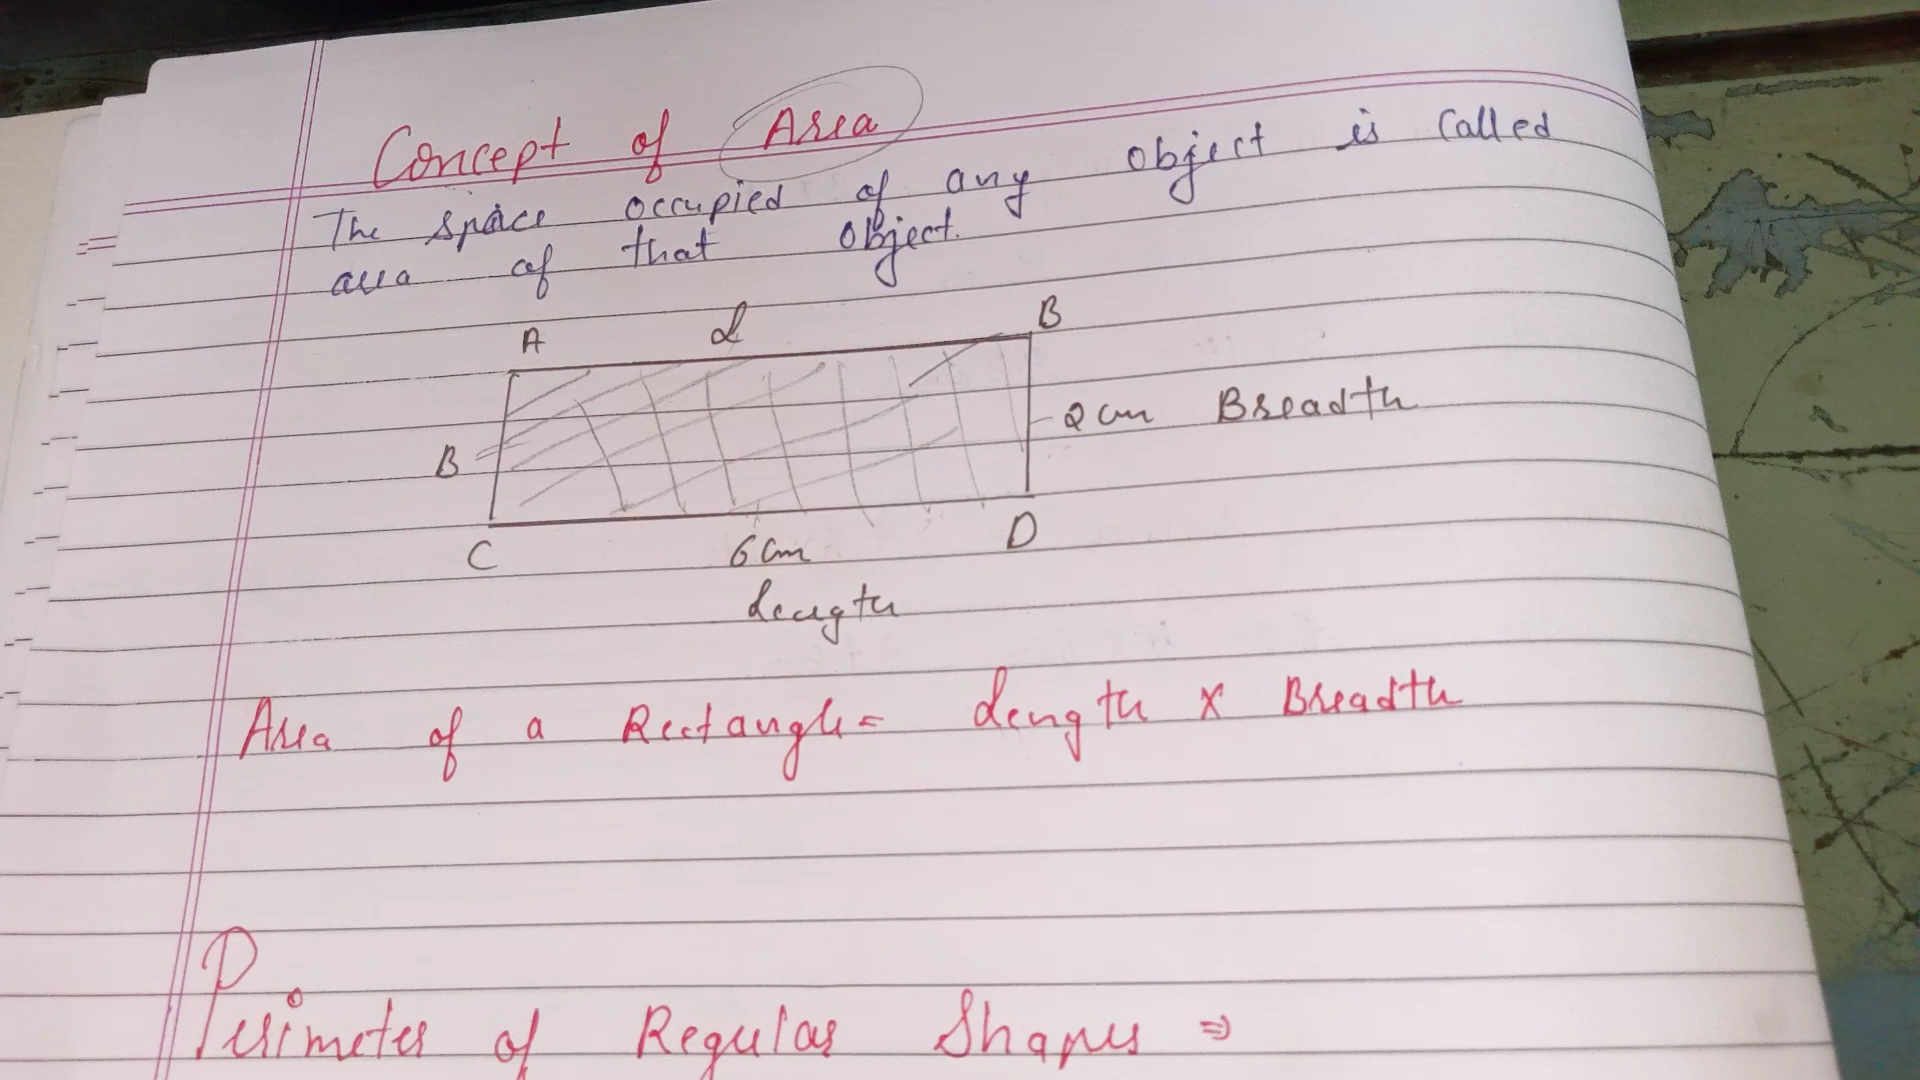 Concept of Area
The space occupied of any object is called
area of that object.
A L B
B 2 cm Breadth
C 6 cm D
Length
Area of a Rectangle = Length x Breadth
Perimeter of Regular Shapes ⇒